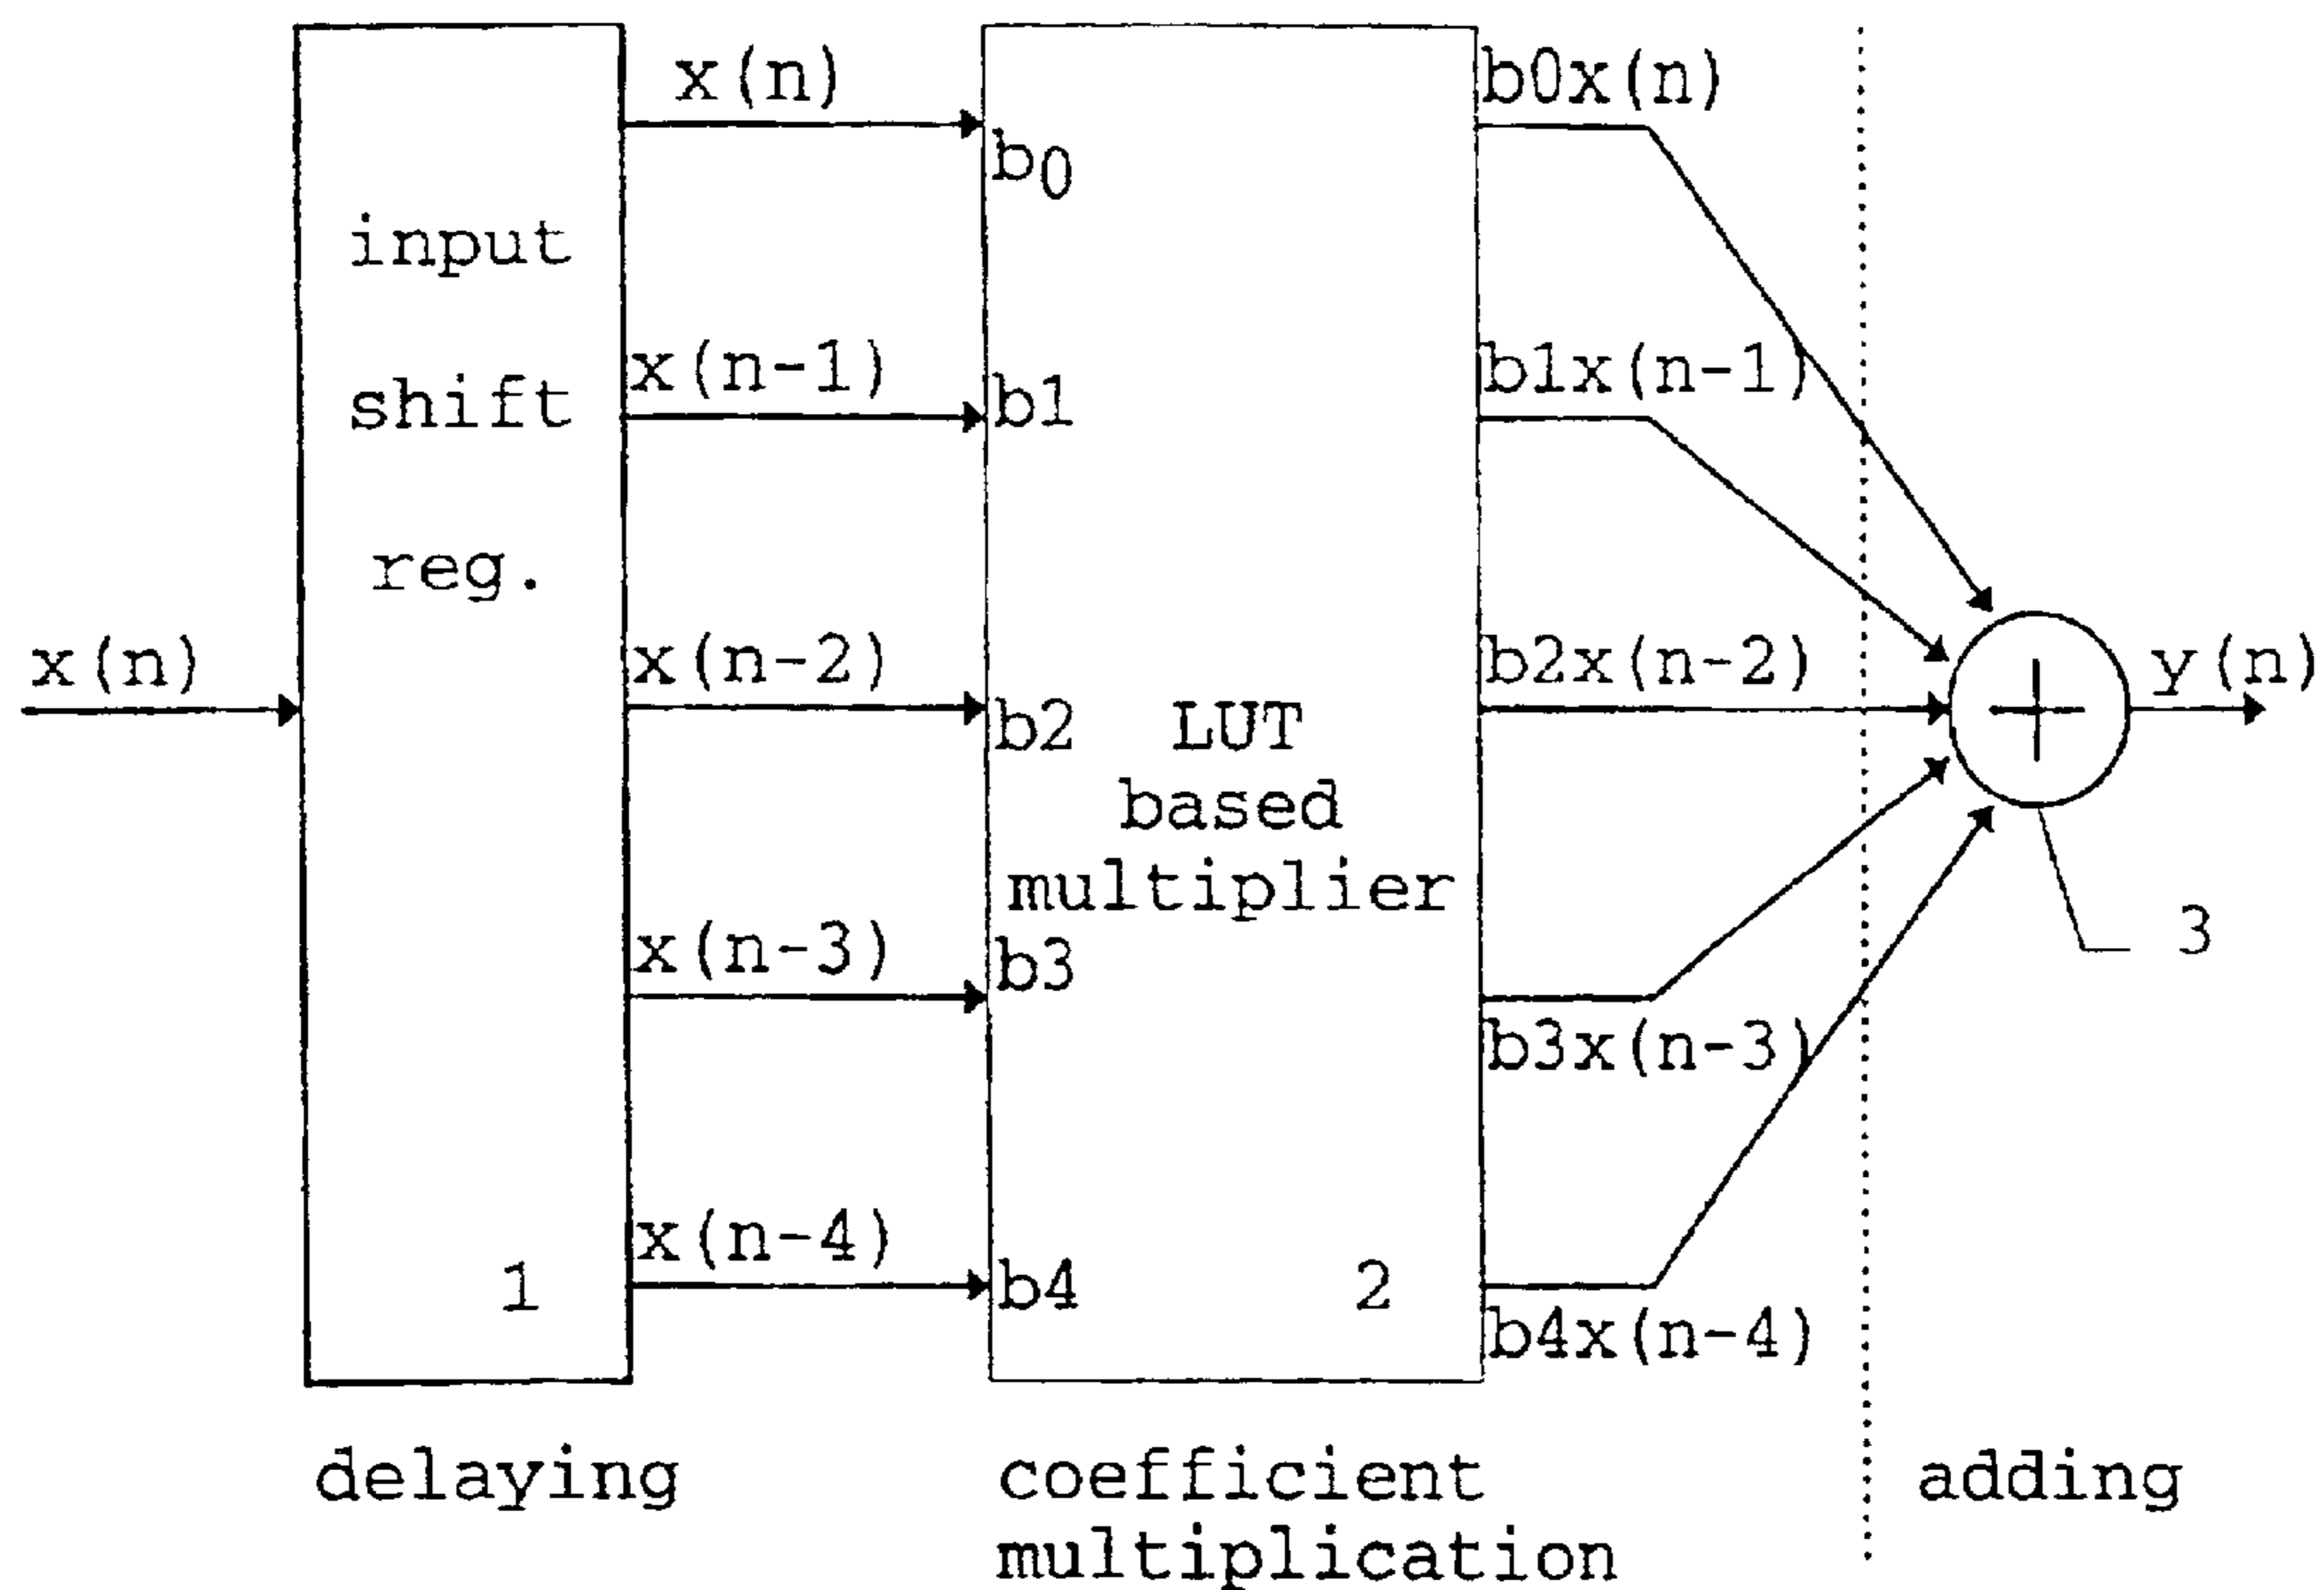 x(n)
input
shift
reg.
1
x(n)
x(n-1)
x(n-2)
x(n-3)
x(n-4)
b0
b1
b2
b3
b4
LUT
based
multiplier
2
b0x(n)
b1x(n-1)
b2x(n-2)
b3x(n-3)
b4x(n-4)
+
y(n)
3
delaying
coefficient
multiplication
adding